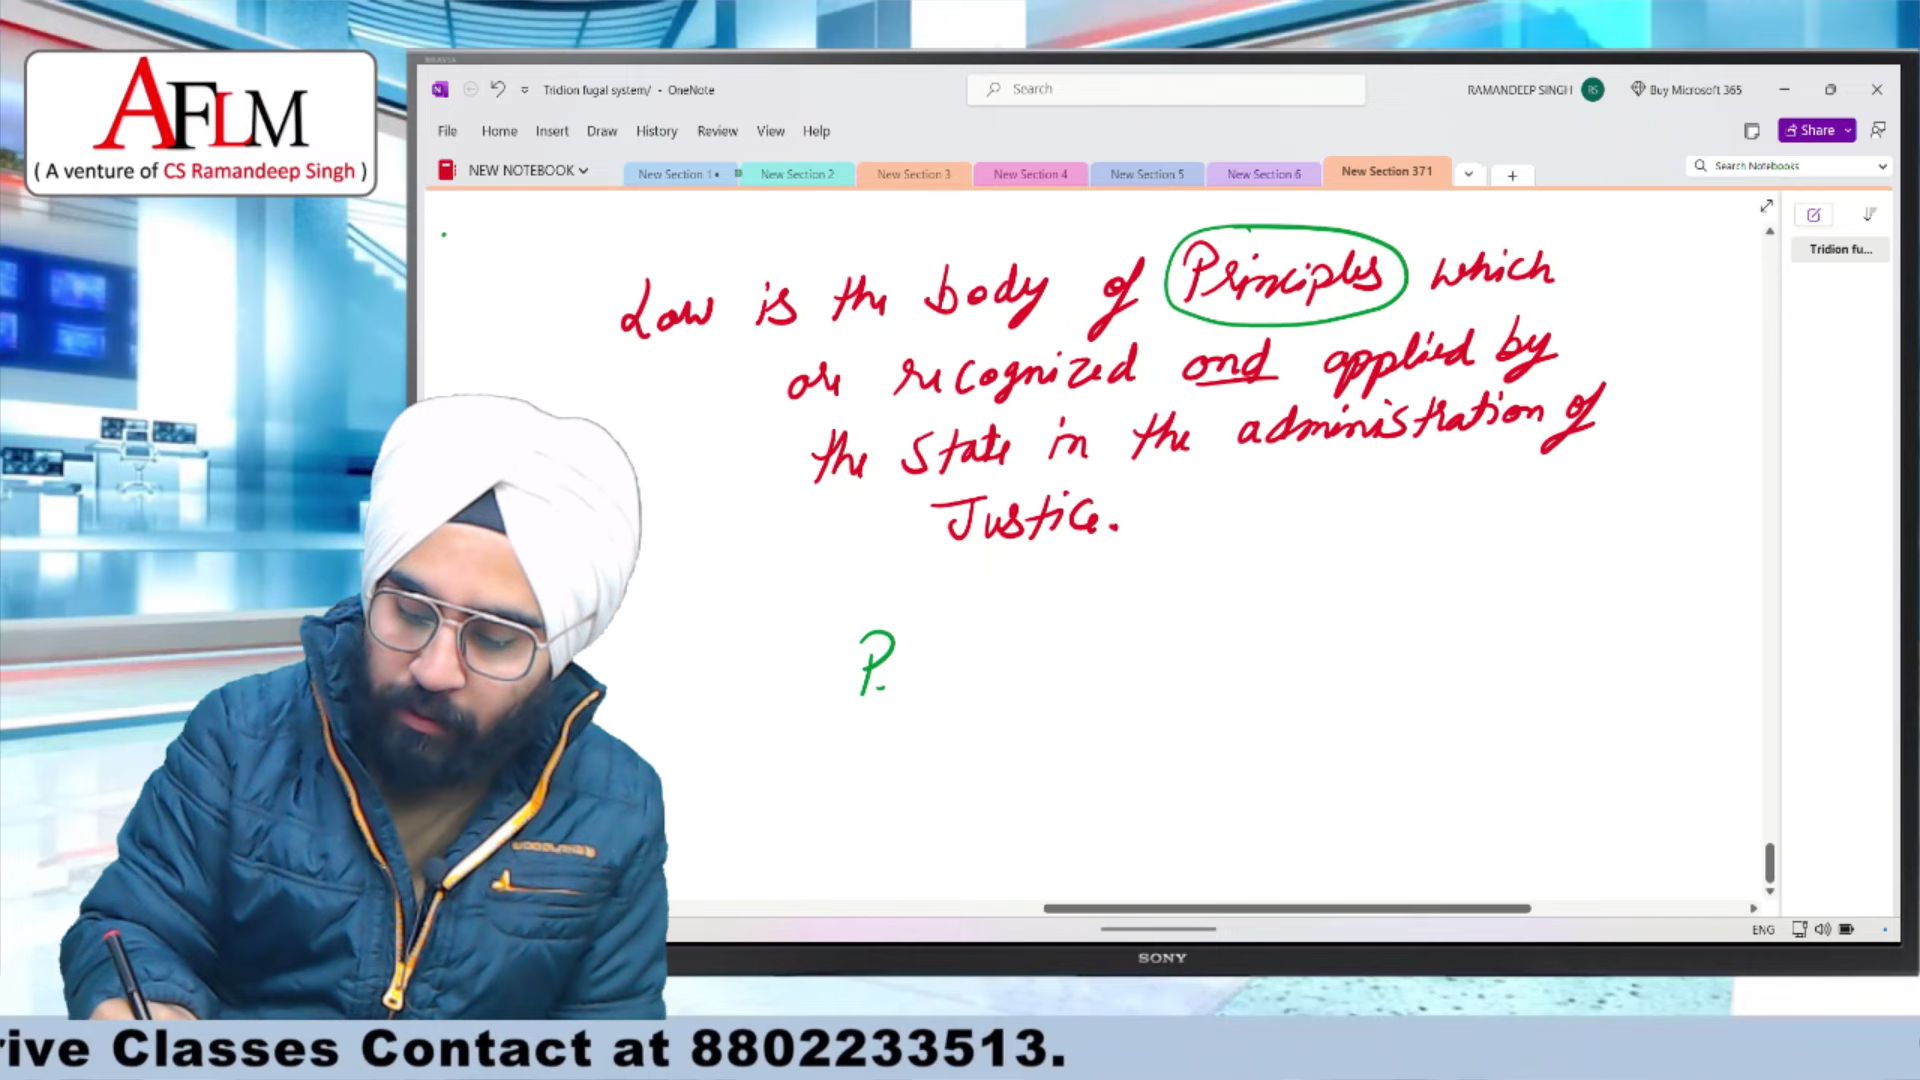 BRAVIA
AFLM
( A venture of CS Ramandeep Singh )
Tridion fugal system/ - OneNote
Search
RAMANDEEP SINGH
RS
Buy Microsoft 365
File Home Insert Draw History Review View Help
Share
NEW NOTEBOOK
New Section 1
New Section 2
New Section 3
New Section 4
New Section 5
New Section 6
New Section 371
+
Search Notebooks
Tridion fu...
Law is the body of Principles which
are recognized and applied by
the State in the administration of
Justice.
P
ENG
SONY
rive Classes Contact at 8802233513.